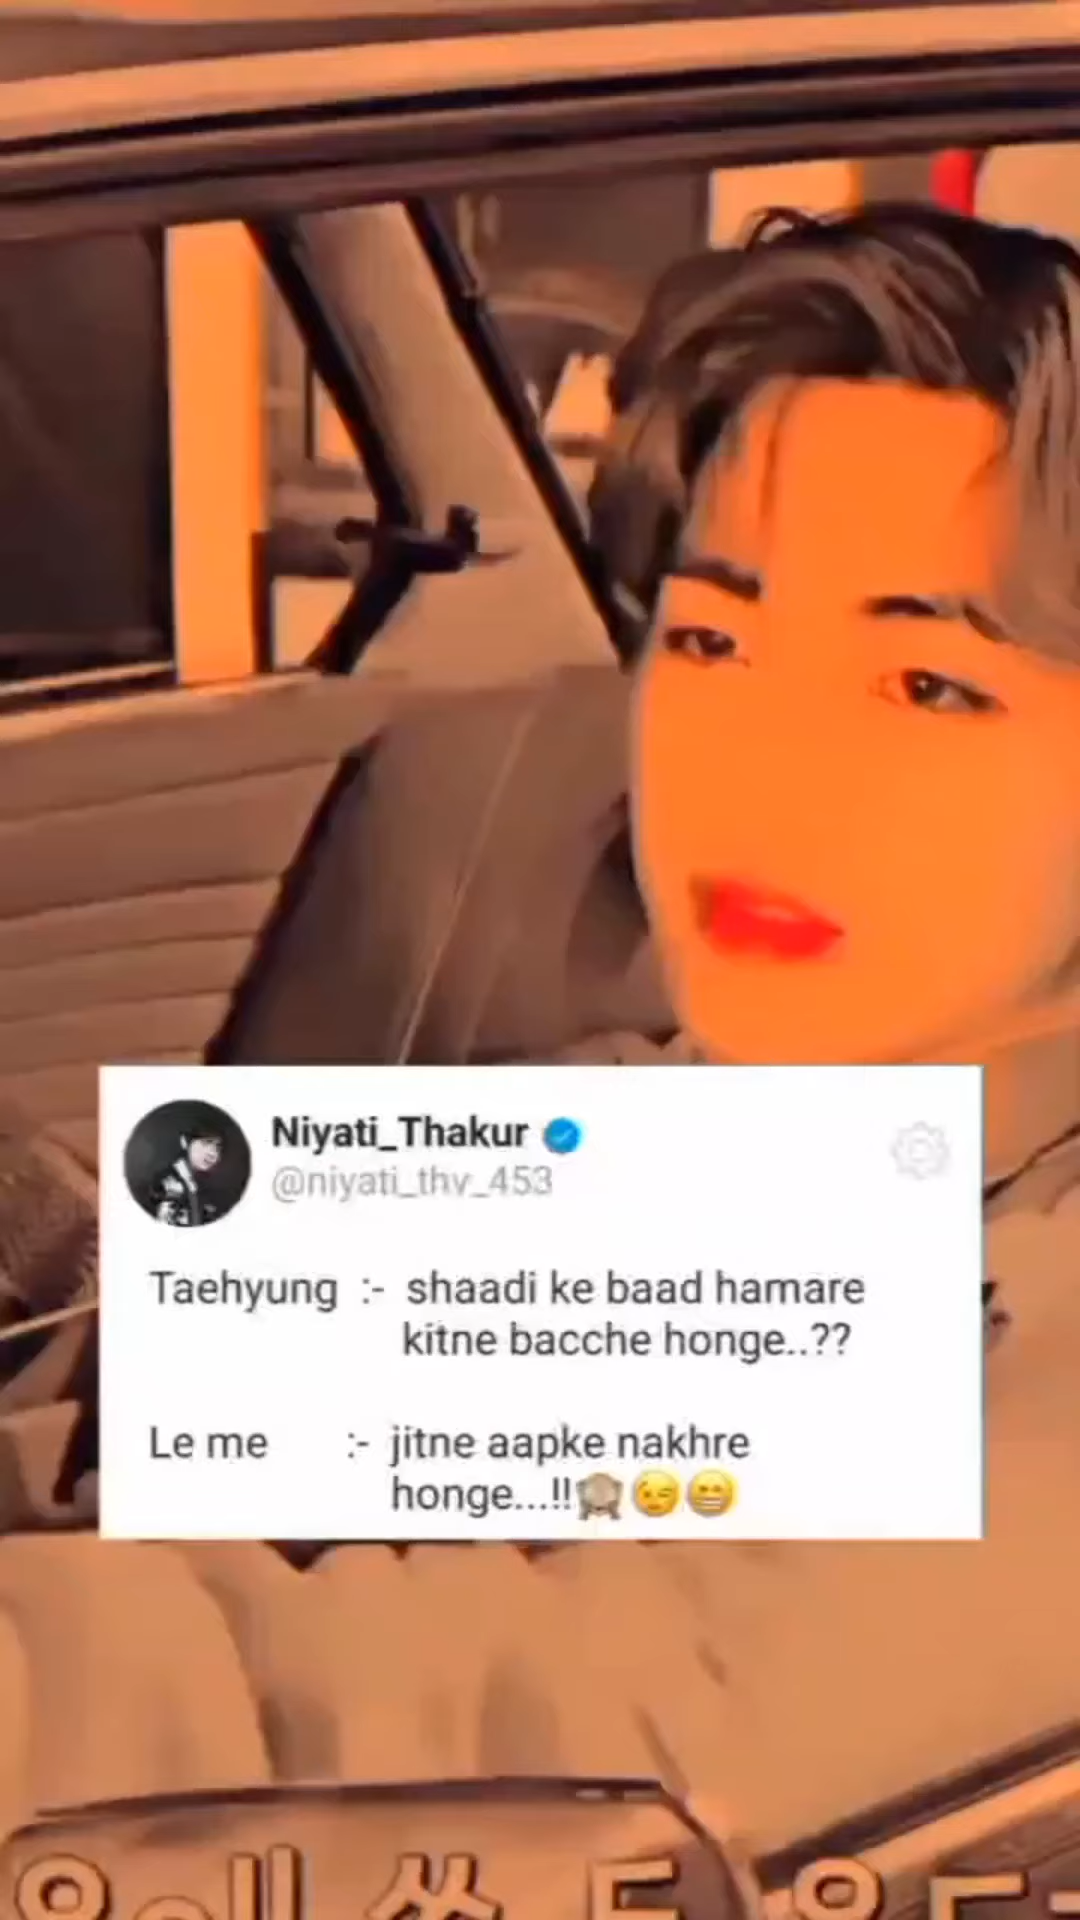 Niyati_Thakur
@niyati_thv_453
Taehyung :- shaadi ke baad hamare
kitne bacche honge..??
Le me :- jitne aapke nakhre
honge...!!🙈😉😁